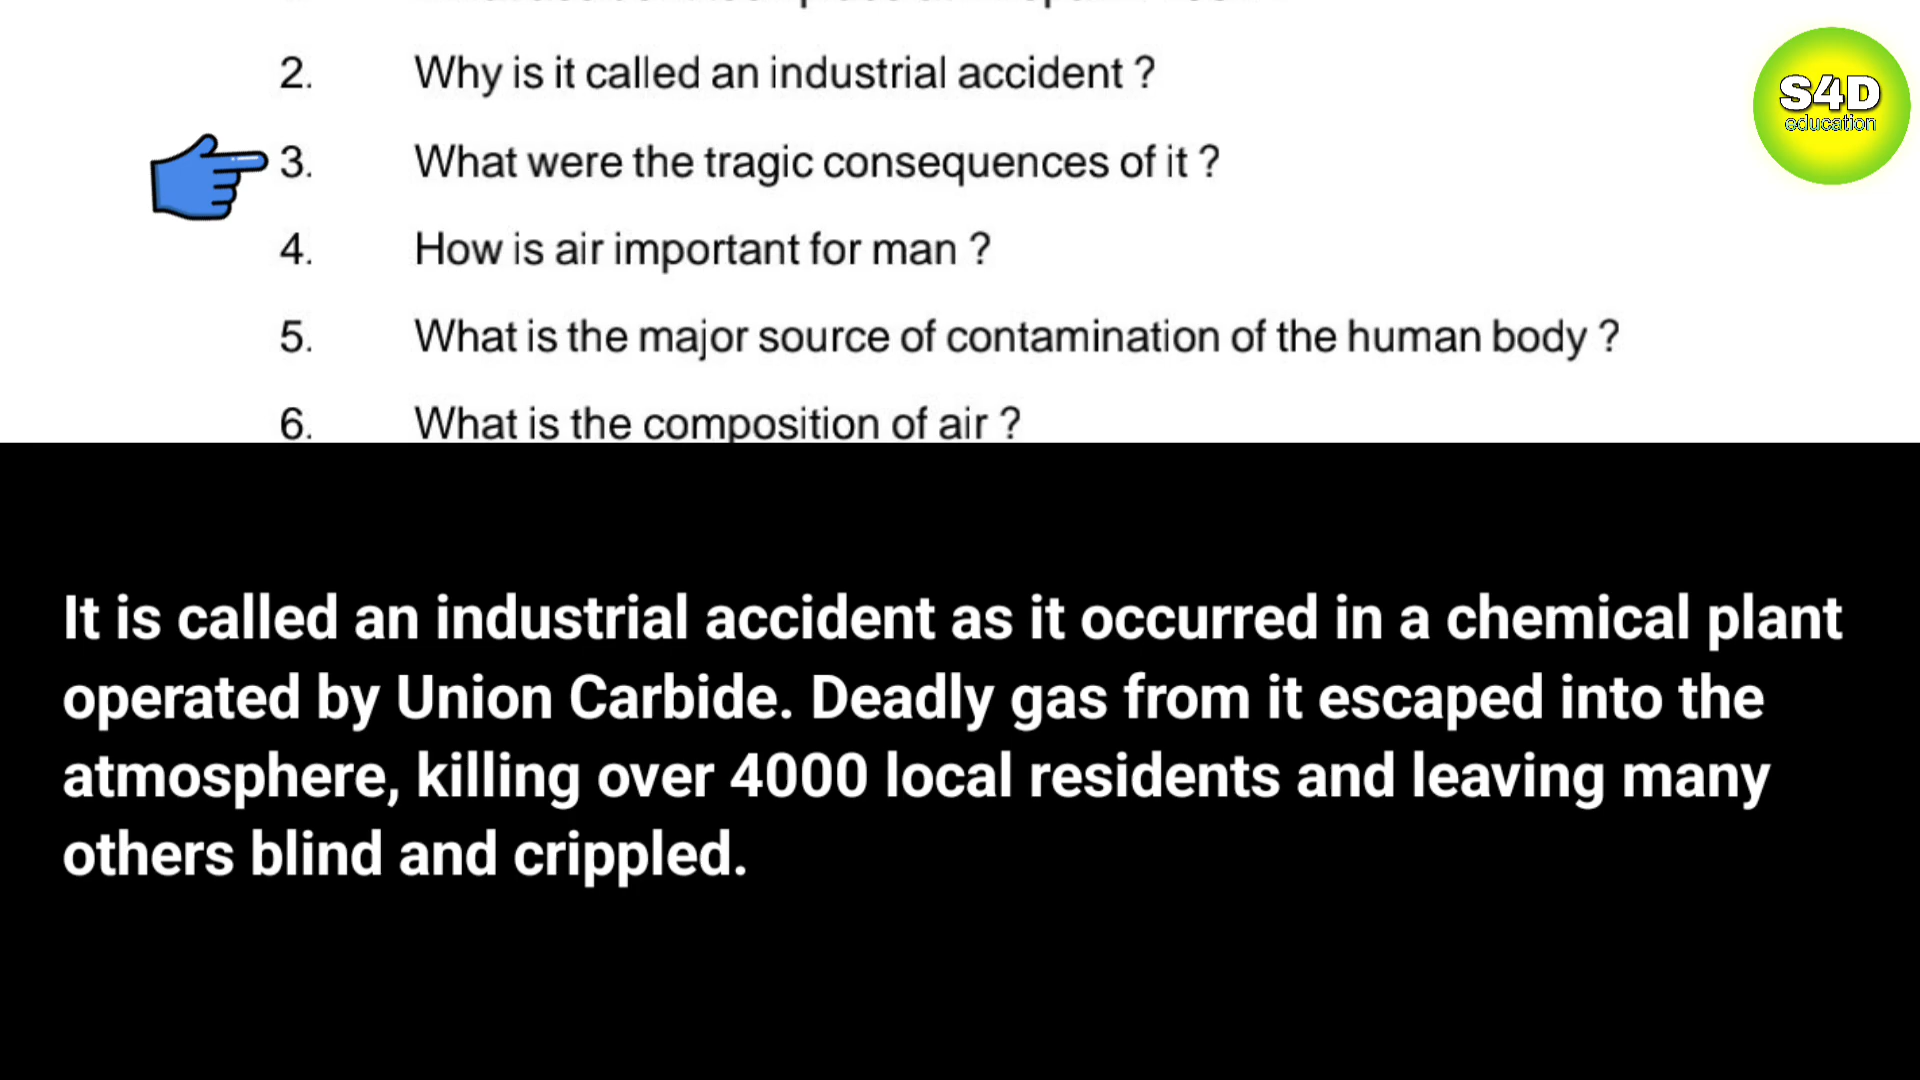 2. Why is it called an industrial accident ?
3. What were the tragic consequences of it ?
4. How is air important for man ?
5. What is the major source of contamination of the human body ?
6. What is the composition of air ?
S4D
education
It is called an industrial accident as it occurred in a chemical plant
operated by Union Carbide. Deadly gas from it escaped into the
atmosphere, killing over 4000 local residents and leaving many
others blind and crippled.